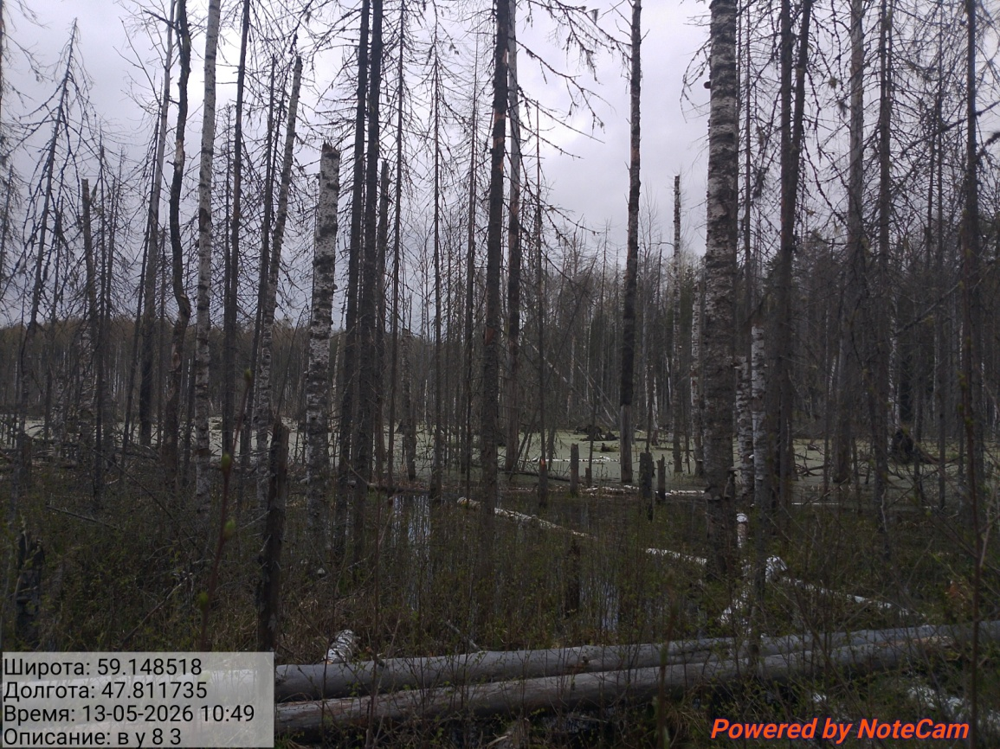 Широта: 59.148518
Долгота: 47.811735
Время: 13-05-2026 10:49
Описание: в у 8 3
Powered by NoteCam